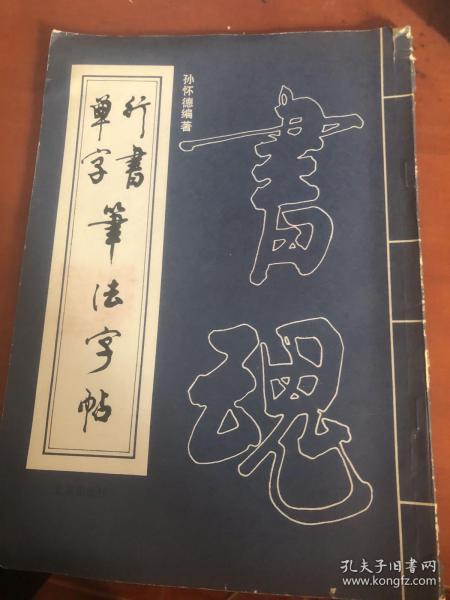 行書
單字
筆法字帖
孙怀德编著
書魂
孔夫子旧书网
www.kongfz.com